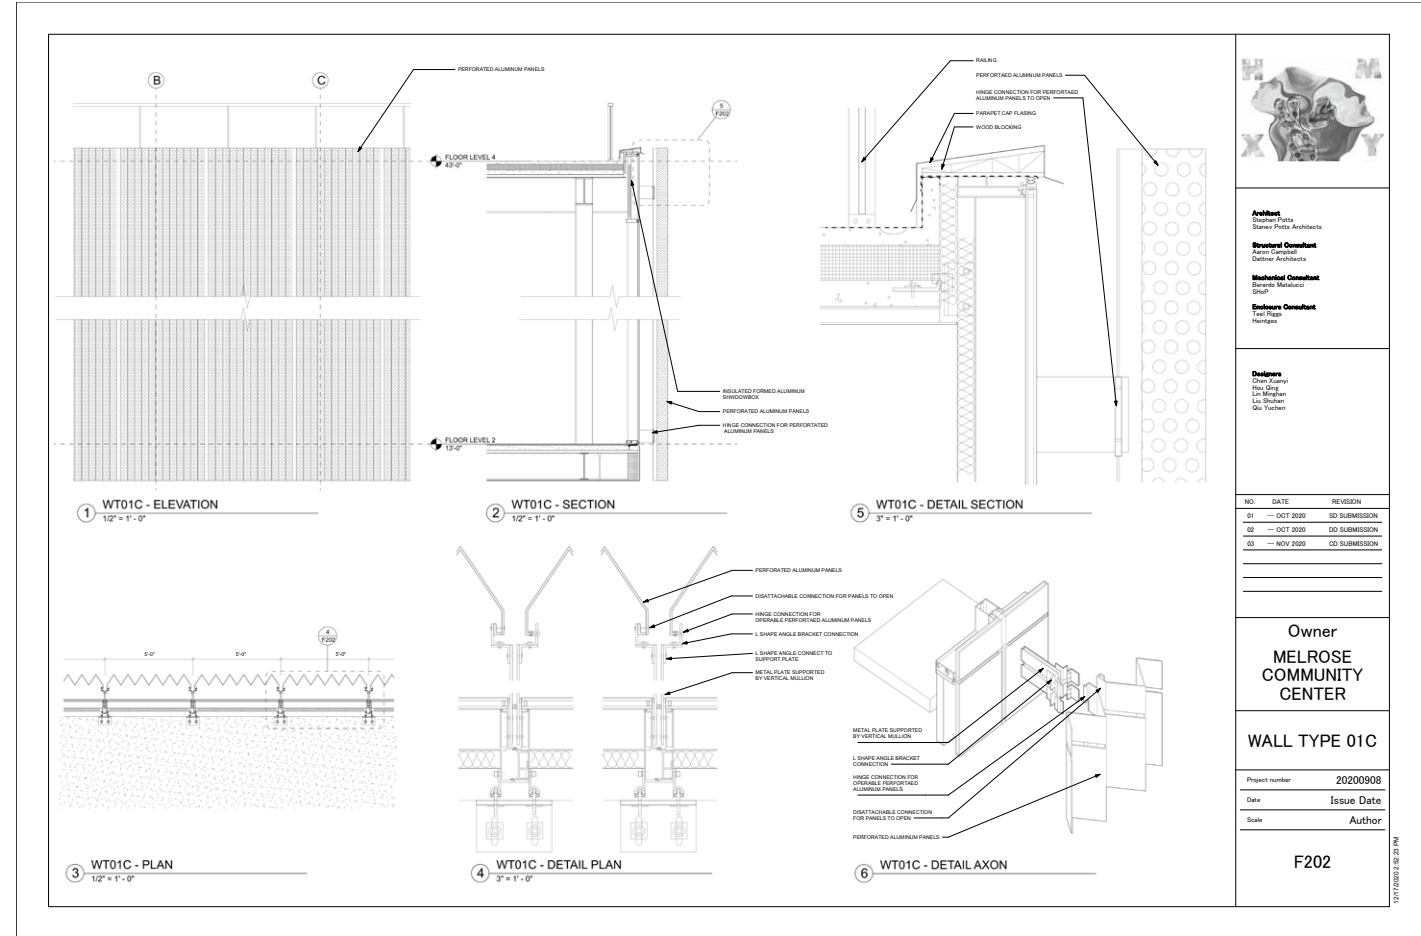 B
C
PERFORATED ALUMINUM PANELS
FLOOR LEVEL 4
43'-0"
FLOOR LEVEL 2
13'-0"
1
WT01C - ELEVATION
1/2" = 1' - 0"
5
F202
INSULATED FORMED ALUMINUM
SHWDOWBOX
PERFORATED ALUMINUM PANELS
HINGE CONNECTION FOR PERFORTATED
ALUMINUM PANELS
2
WT01C - SECTION
1/2" = 1' - 0"
RAILING
PERFORTAED ALUMINUM PANELS
HINGE CONNECTION FOR PERFORTAED
ALUMINUM PANELS TO OPEN
PARAPET CAP FLASING
WOOD BLOCKING
5
WT01C - DETAIL SECTION
3" = 1' - 0"
4
F202
5'-0"
5'-0"
5'-0"
3
WT01C - PLAN
1/2" = 1' - 0"
PERFORATED ALUMINUM PANELS
DISATTACHABLE CONNECTION FOR PANELS TO OPEN
HINGE CONNECTION FOR
OPERABLE PERFORTAED ALUMINUM PANELS
L SHAPE ANGLE BRACKET CONNECTION
L SHAPE ANGLE CONNECT TO
SUPPORT PLATE
METAL PLATE SUPPORTED
BY VERTICAL MULLION
4
WT01C - DETAIL PLAN
3" = 1' - 0"
METAL PLATE SUPPORTED
BY VERTICAL MULLION
L SHAPE ANGLE BRACKET
CONNECTION
HINGE CONNECTION FOR
OPERABLE PERFORTAED
ALUMINUM PANELS
DISATTACHABLE CONNECTION
FOR PANELS TO OPEN
PERFORATED ALUMINUM PANELS
6
WT01C - DETAIL AXON
H M
X Y
Architect
Stephan Potts
Stanev Potts Architects
Structural Consultant
Aaron Campbell
Dattner Architects
Mechanical Consultant
Berardo Matalucci
SHoP
Enclosure Consultant
Teel Riggs
Heintges
Designers
Chen Xuanyi
Hou Qing
Lin Minghan
Liu Shuhan
Qiu Yuchen
NO. DATE REVISION
01 --- OCT 2020 SD SUBMISSION
02 --- OCT 2020 DD SUBMISSION
03 --- NOV 2020 CD SUBMISSION
Owner
MELROSE
COMMUNITY
CENTER
WALL TYPE 01C
Project number 20200908
Date Issue Date
Scale Author
F202
12/17/2020 2:52:23 PM